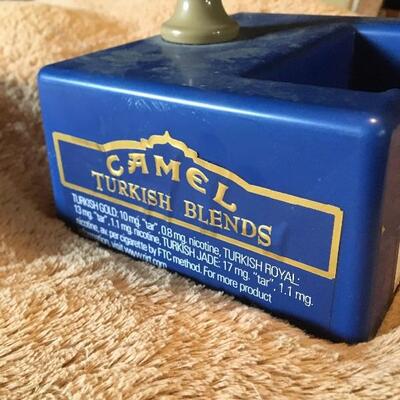 CAMEL
TURKISH BLENDS
TURKISH GOLD: 10 mg. "tar", 0.8 mg. nicotine, TURKISH ROYAL:
13 mg. "tar", 1.1 mg. nicotine, TURKISH JADE: 17 mg. "tar", 1.1 mg.
nicotine, av. per cigarette by FTC method. For more product
information, visit www.rjrt.com